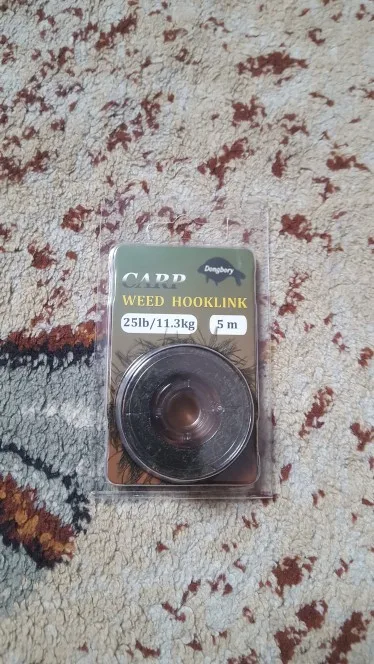 Dongbory
CARP
WEED HOOKLINK
25lb/11.3kg 5 m